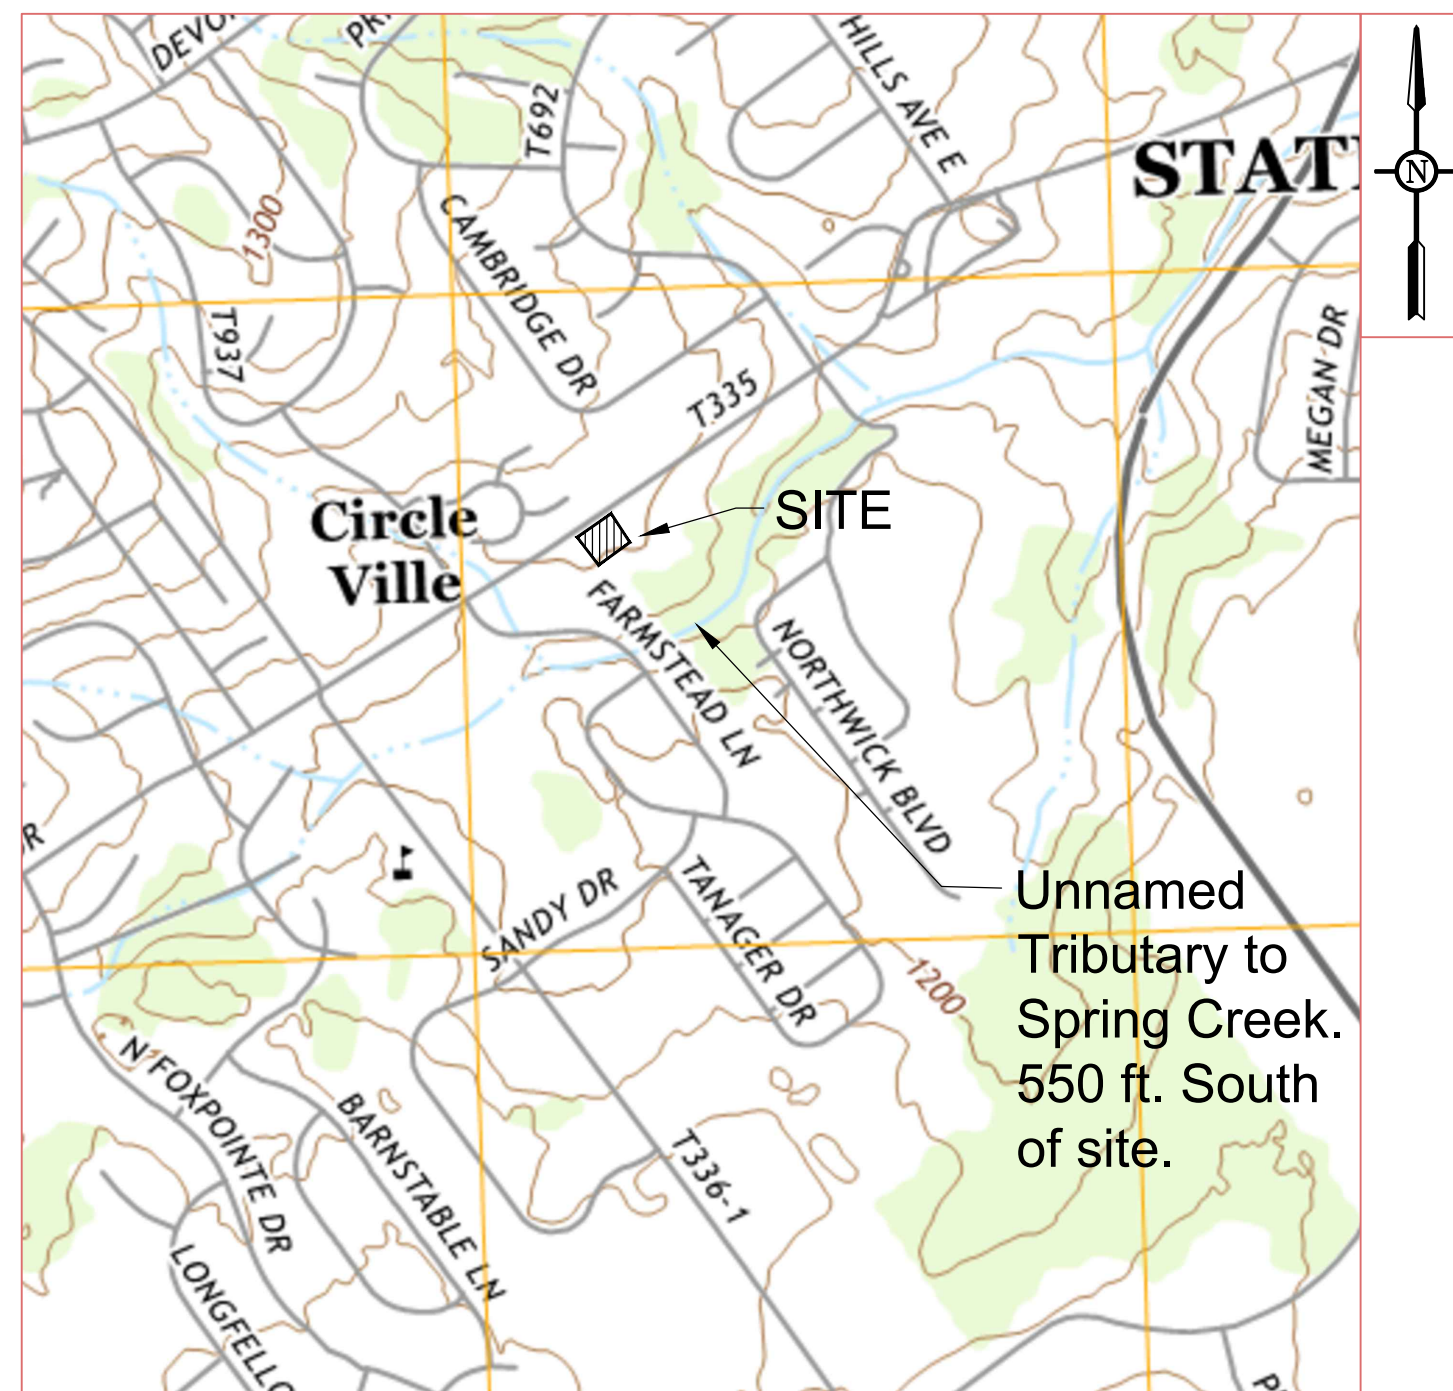 DEVO
PRI
HILLS AVE E
T692
STAT
N
1300
CAMBRIDGE DR
T937
MEGAN DR
T335
Circle
Ville
SITE
FARMSTEAD LN
NORTHWICK BLVD
R
SANDY DR
TANAGER DR
Unnamed
Tributary to
Spring Creek.
550 ft. South
of site.
1200
N FOXPOINTE DR
BARNSTABLE LN
T336-1
LONGFELLO